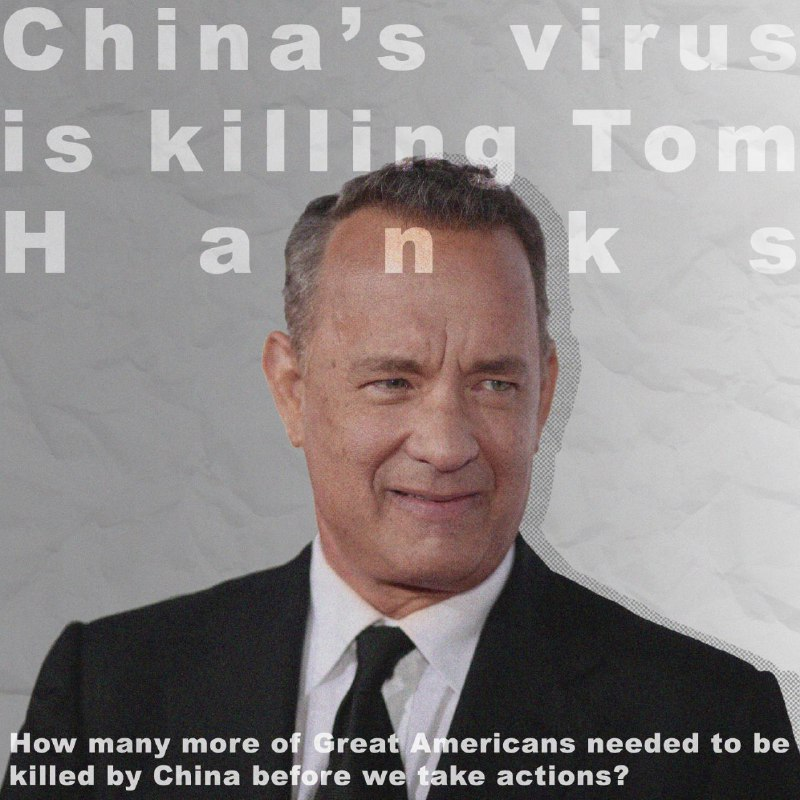 China’s virus
is killing Tom
Hanks
How many more of Great Americans needed to be
killed by China before we take actions?